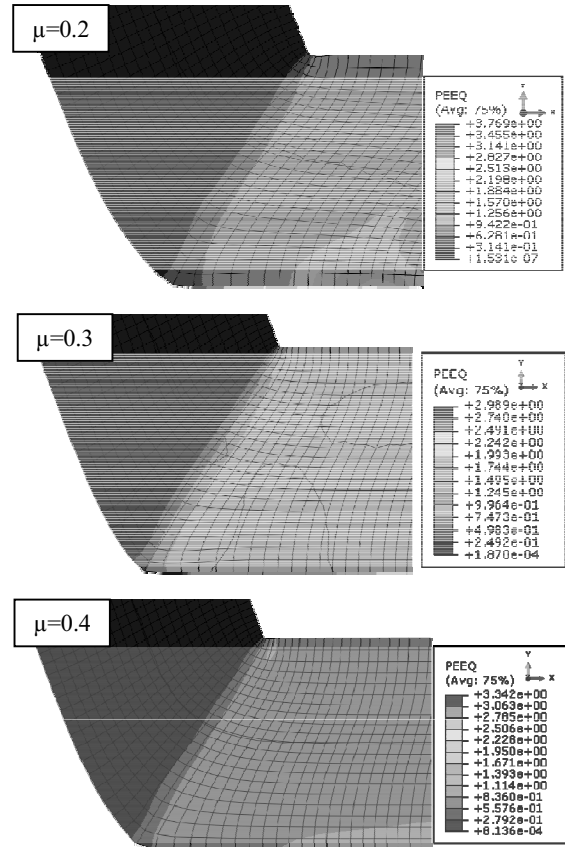 μ=0.2
PEEQ
(Avg: 75%)
Y
X
+3.769e+00
+3.455e+00
+3.141e+00
+2.827e+00
+2.513e+00
+2.198e+00
+1.884e+00
+1.570e+00
+1.256e+00
+9.422e-01
+6.281e-01
+3.141e-01
+1.531e-07
μ=0.3
PEEQ
(Avg: 75%)
Y
X
+2.989e+00
+2.740e+00
+2.491e+00
+2.242e+00
+1.993e+00
+1.744e+00
+1.495e+00
+1.245e+00
+9.964e-01
+7.473e-01
+4.983e-01
+2.492e-01
+1.870e-04
μ=0.4
PEEQ
(Avg: 75%)
Y
X
+3.342e+00
+3.063e+00
+2.785e+00
+2.506e+00
+2.228e+00
+1.950e+00
+1.671e+00
+1.393e+00
+1.114e+00
+8.360e-01
+5.576e-01
+2.792e-01
+8.136e-04